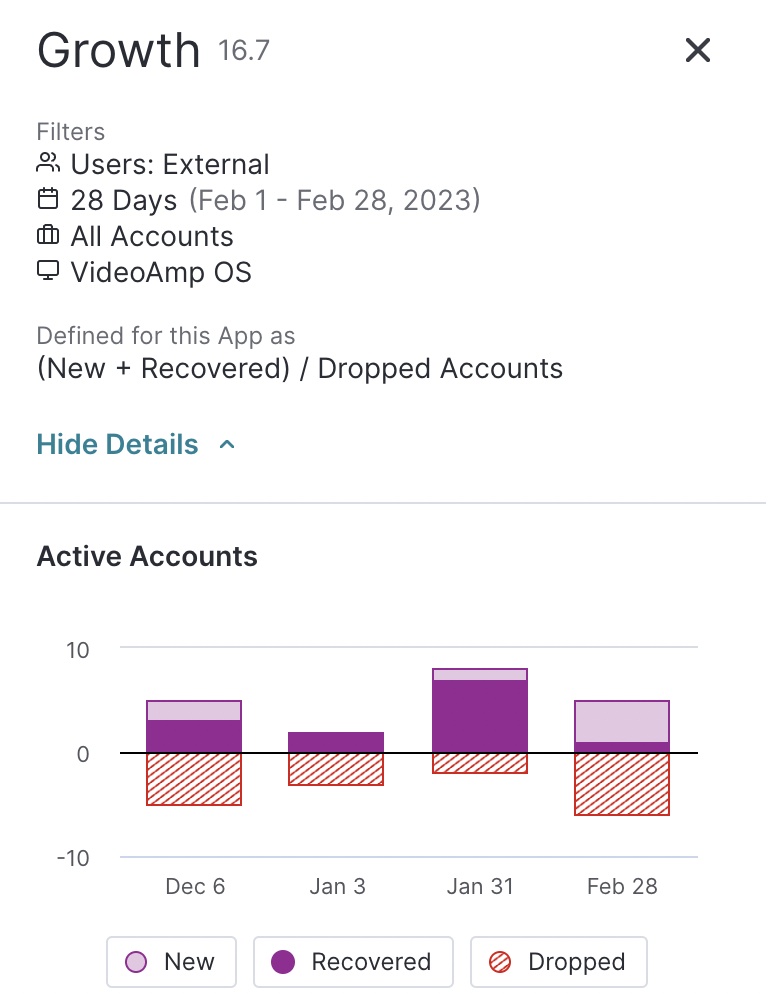 Growth 16.7
Filters
Users: External
28 Days (Feb 1 - Feb 28, 2023)
All Accounts
VideoAmp OS
Defined for this App as
(New + Recovered) / Dropped Accounts
Hide Details
Active Accounts
10
0
-10
Dec 6 Jan 3 Jan 31 Feb 28
New Recovered Dropped